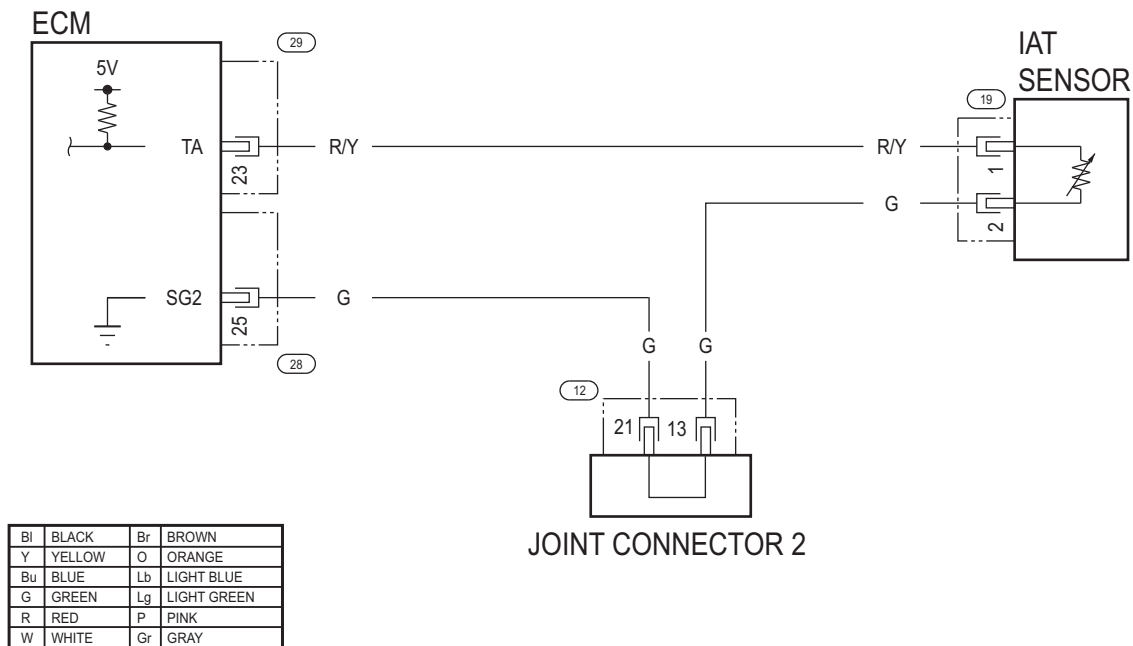 ECM
29
IAT
SENSOR
5V
19
TA
R/Y
R/Y
23
1
G
2
SG2
G
25
G
G
28
12
21
13
JOINT CONNECTOR 2
Bl BLACK Br BROWN
Y YELLOW O ORANGE
Bu BLUE Lb LIGHT BLUE
G GREEN Lg LIGHT GREEN
R RED P PINK
W WHITE Gr GRAY